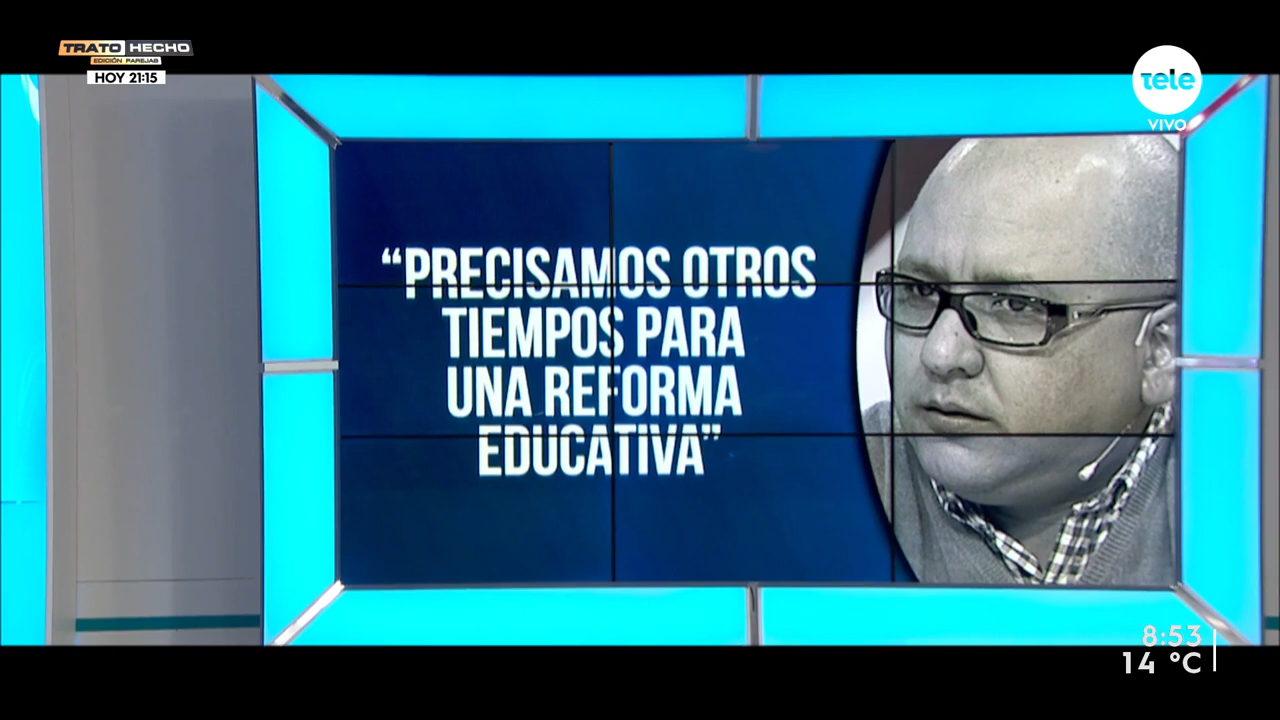 TRATO HECHO
EDICIÓN PAREJAS
HOY 21:15
tele
VIVO
“PRECISAMOS OTROS
TIEMPOS PARA
UNA REFORMA
EDUCATIVA”
8:53
14 °C